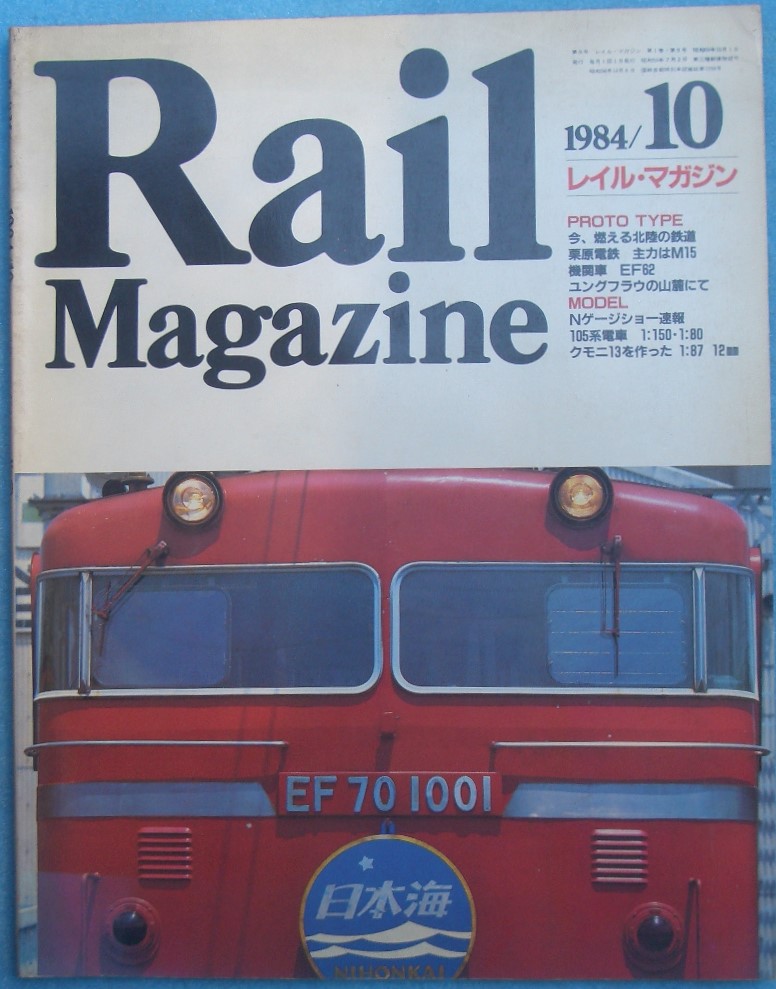 Rail
Magazine
1984/10
レイル・マガジン
PROTO TYPE
今、燃える北陸の鉄道
栗原電鉄 主力はM15
機関車 EF62
ユングフラウの山麓にて
MODEL
Nゲージショー速報
105系電車 1:150・1:80
クモニ13を作った 1:87 12㎜
EF 70 1001
日本海
NIHONKAI